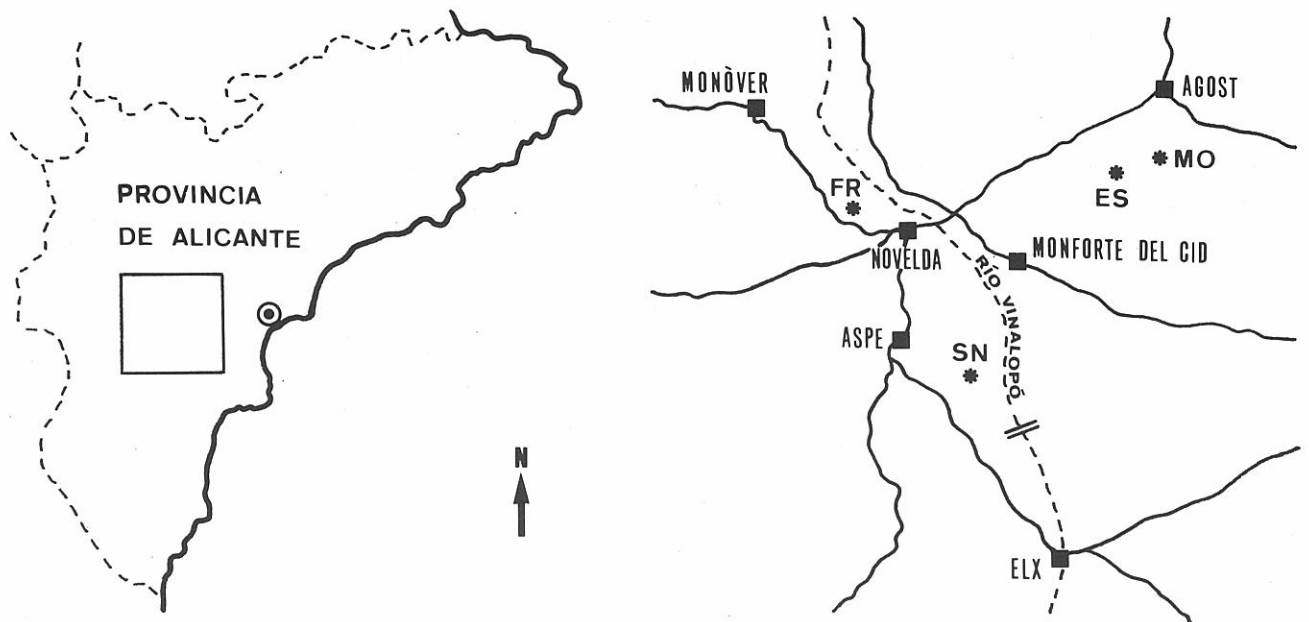 PROVINCIA
DE ALICANTE
N
MONÒVER
AGOST
MO
ES
FR
NOVELDA
MONFORTE DEL CID
RÍO VINALOPÓ
ASPE
SN
ELX